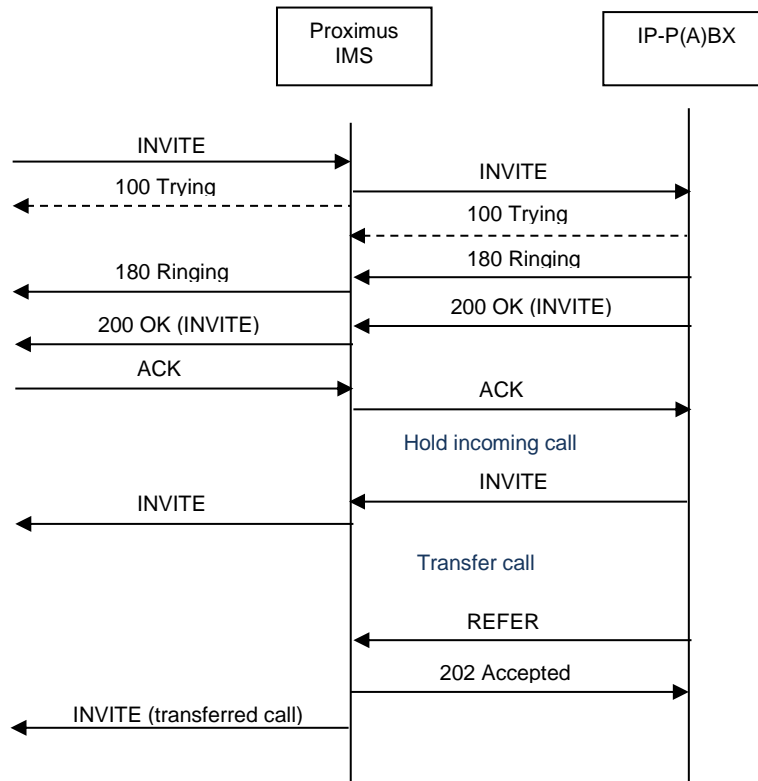 Proximus
IMS
IP-P(A)BX
INVITE
INVITE
100 Trying
100 Trying
180 Ringing
180 Ringing
200 OK (INVITE)
200 OK (INVITE)
ACK
ACK
Hold incoming call
INVITE
INVITE
Transfer call
REFER
202 Accepted
INVITE (transferred call)